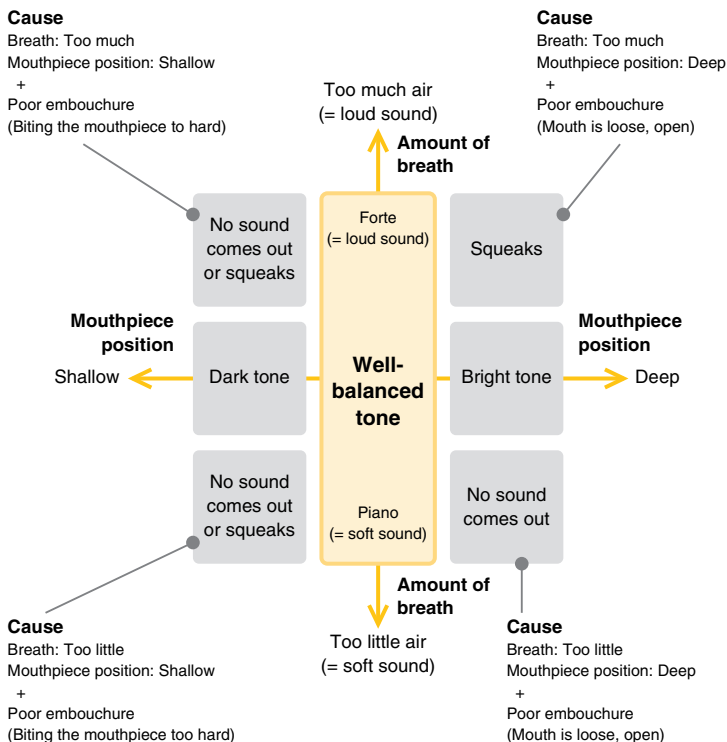 Cause
Breath: Too much
Mouthpiece position: Shallow
+
Poor embouchure
(Biting the mouthpiece to hard)
Cause
Breath: Too much
Mouthpiece position: Deep
+
Poor embouchure
(Mouth is loose, open)
Too much air
(= loud sound)
Amount of
breath
No sound
comes out
or squeaks
Forte
(= loud sound)
Squeaks
Mouthpiece
position
Shallow
Dark tone
Well-
balanced
tone
Bright tone
Mouthpiece
position
Deep
No sound
comes out
or squeaks
Piano
(= soft sound)
No sound
comes out
Amount of
breath
Too little air
(= soft sound)
Cause
Breath: Too little
Mouthpiece position: Shallow
+
Poor embouchure
(Biting the mouthpiece too hard)
Cause
Breath: Too little
Mouthpiece position: Deep
+
Poor embouchure
(Mouth is loose, open)